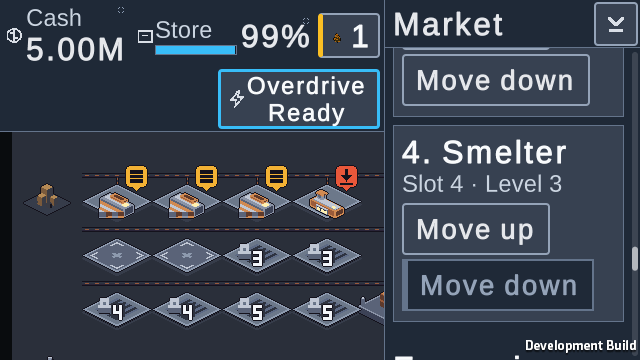 Cash
5.00M
Store
99%
1
Overdrive
Ready
3
3
4
4
5
5
Market
Move down
4. Smelter
Slot 4 · Level 3
Move up
Move down
Development Build